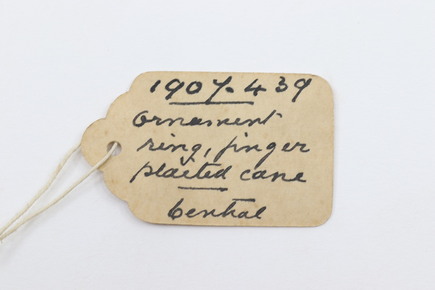 1907.439
Ornament
ring, finger
plaited cane
Central